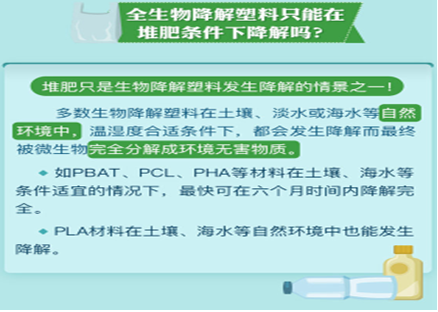 全生物降解塑料只能在
堆肥条件下降解吗?
堆肥只是生物降解塑料发生降解的情景之一!
多数生物降解塑料在土壤、淡水或海水等自然
环境中，温湿度合适条件下，都会发生降解而最终
被微生物完全分解成环境无害物质。
◆ 如PBAT、PCL、PHA等材料在土壤、海水等
条件适宜的情况下，最快可在六个月时间内降解完
全。
◆ PLA材料在土壤、海水等自然环境中也能发生
降解。